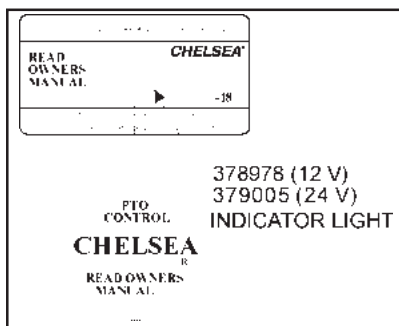 CHELSEA®
READ
OWNERS
MANUAL
-18
378978 (12 V)
379005 (24 V)
INDICATOR LIGHT
PTO
CONTROL
CHELSEA
R
READ OWNERS
MANUAL